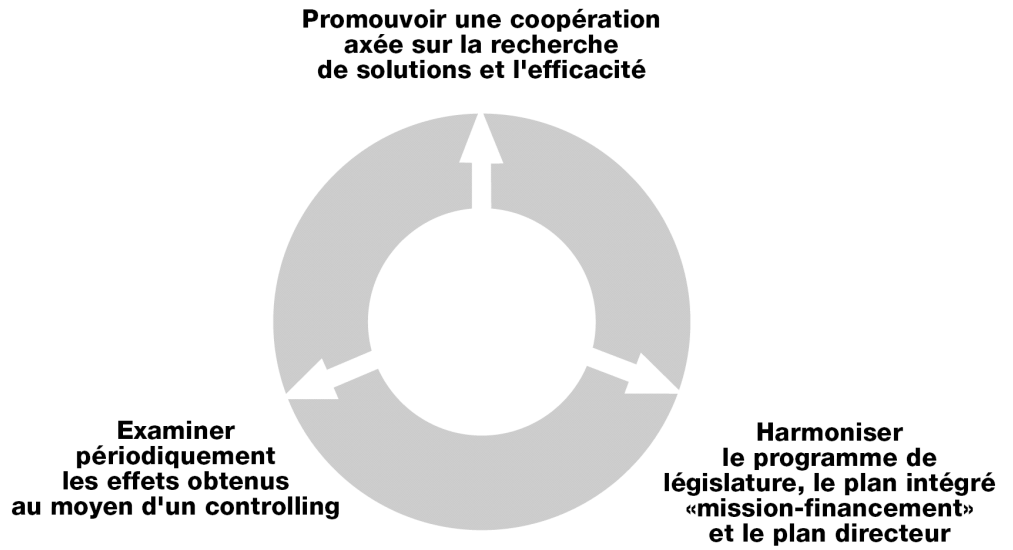 Promouvoir une coopération
axée sur la recherche
de solutions et l'efficacité
Examiner
périodiquement
les effets obtenus
au moyen d'un controlling
Harmoniser
le programme de
législature, le plan intégré
«mission-financement»
et le plan directeur